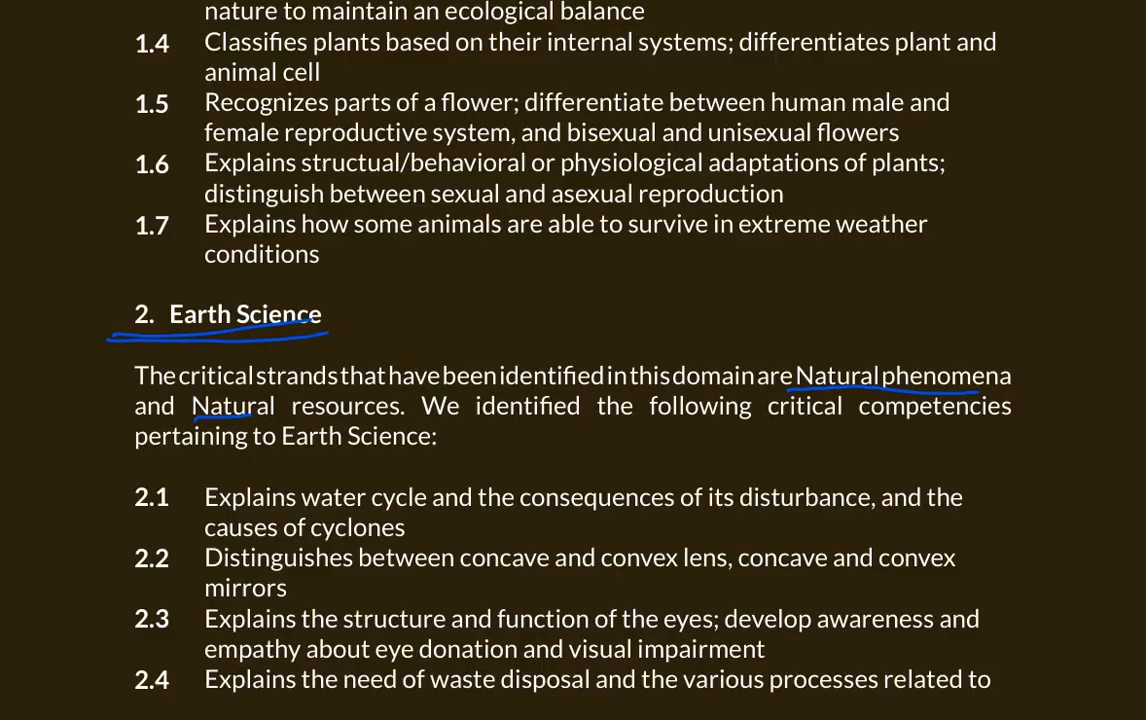 nature to maintain an ecological balance
1.4 Classifies plants based on their internal systems; differentiates plant and
animal cell
1.5 Recognizes parts of a flower; differentiate between human male and
female reproductive system, and bisexual and unisexual flowers
1.6 Explains structual/behavioral or physiological adaptations of plants;
distinguish between sexual and asexual reproduction
1.7 Explains how some animals are able to survive in extreme weather
conditions
2. Earth Science
The critical strands that have been identified in this domain are Natural phenomena
and Natural resources. We identified the following critical competencies
pertaining to Earth Science:
2.1 Explains water cycle and the consequences of its disturbance, and the
causes of cyclones
2.2 Distinguishes between concave and convex lens, concave and convex
mirrors
2.3 Explains the structure and function of the eyes; develop awareness and
empathy about eye donation and visual impairment
2.4 Explains the need of waste disposal and the various processes related to